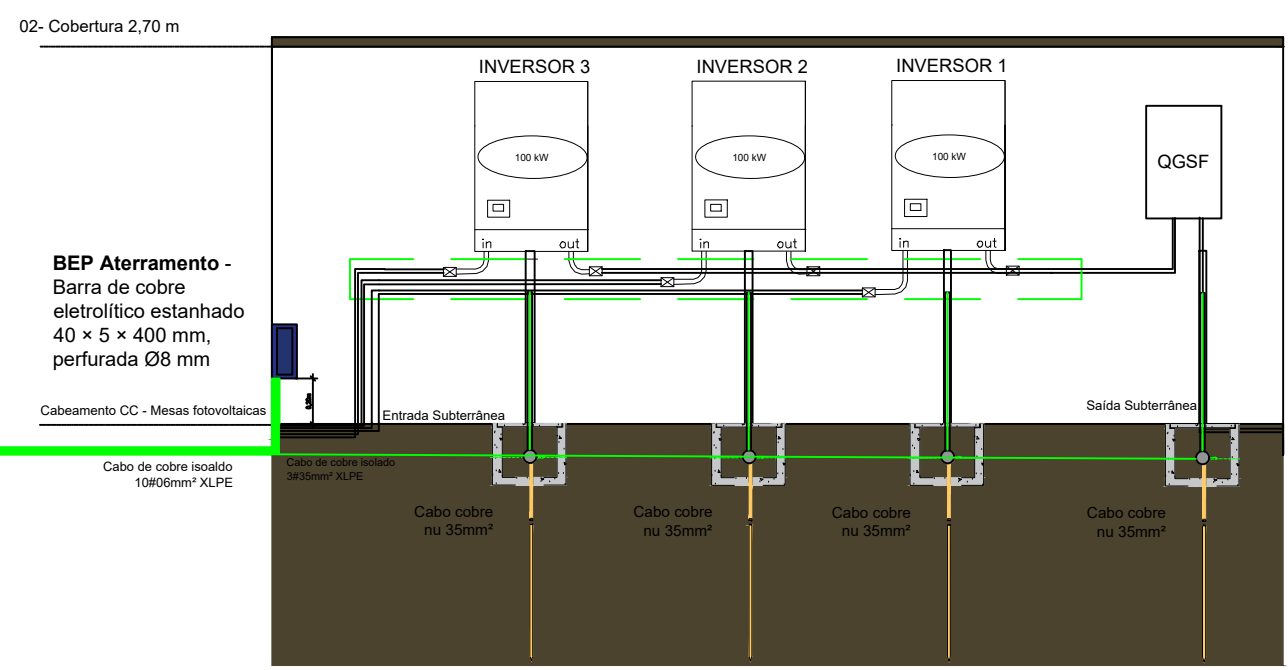 02- Cobertura 2,70 m
INVERSOR 3
INVERSOR 2
INVERSOR 1
100 kW
100 kW
100 kW
QGSF
in
out
in
out
in
out
BEP Aterramento -
Barra de cobre
eletrolítico estanhado
40 × 5 × 400 mm,
perfurada Ø8 mm
Cabeamento CC - Mesas fotovoltaicas
Entrada Subterrânea
Saída Subterrânea
Cabo de cobre isoaldo
10#06mm² XLPE
Cabo de cobre isolado
3#35mm² XLPE
Cabo cobre
nu 35mm²
Cabo cobre
nu 35mm²
Cabo cobre
nu 35mm²
Cabo cobre
nu 35mm²